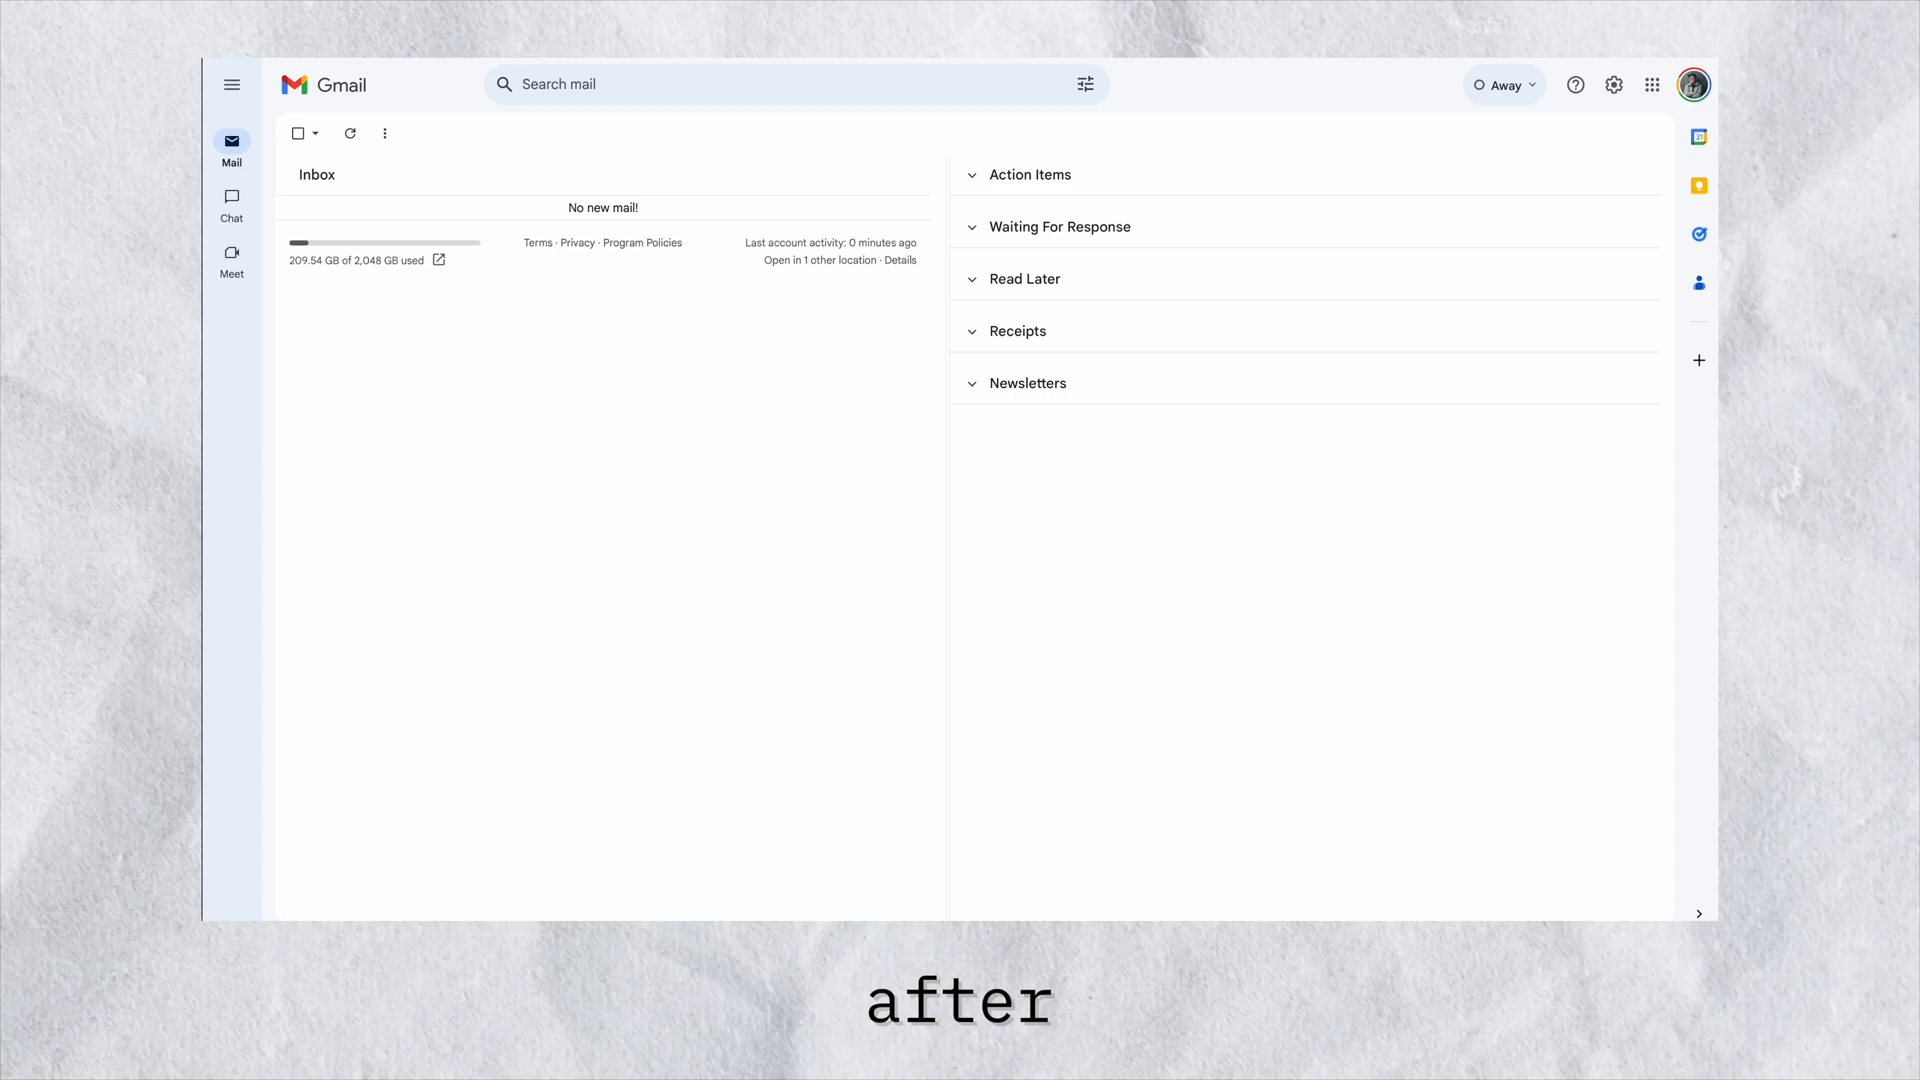 Gmail
Search mail
Away
Mail
Chat
Meet
Inbox
No new mail!
209.54 GB of 2,048 GB used
Terms · Privacy · Program Policies
Last account activity: 0 minutes ago
Open in 1 other location · Details
Action Items
Waiting For Response
Read Later
Receipts
Newsletters
31
after